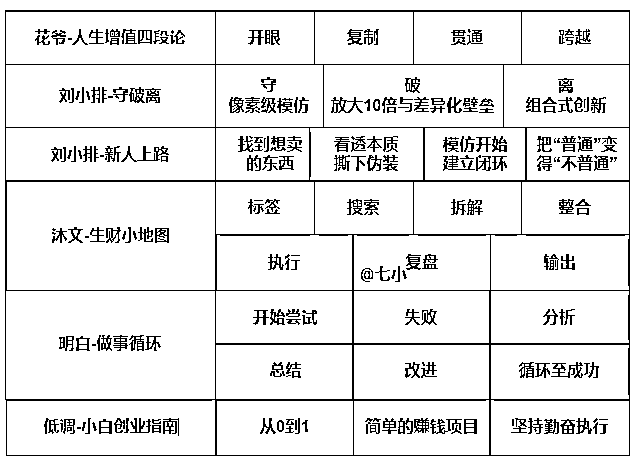 花爷-人生增值四段论 开眼 复制 贯通 跨越
守 破 离
刘小排-守破离 像素级模仿 放大10倍与差异化壁垒 组合式创新
找到想卖 看透本质 模仿开始 把“普通”变
刘小排-新人上路 的东西 撕下伪装 建立闭环 得“不普通”
标签 搜索 拆解 整合
沐文-生财小地图
执行 复盘 输出
@七小
开始尝试 失败 分析
明白-做事循环
总结 改进 循环至成功
低调-小白创业指南 从0到1 简单的赚钱项目 坚持勤奋执行